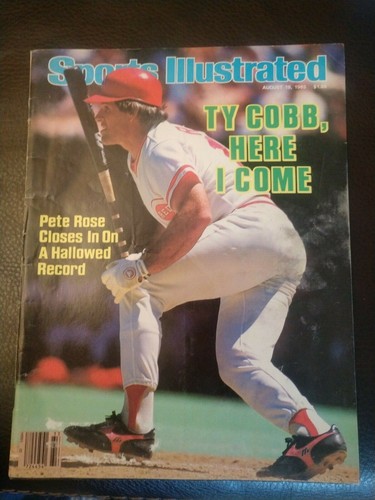 Sports Illustrated
TY COBB,
HERE
I COME
Pete Rose
Closes In On
A Hallowed
Record